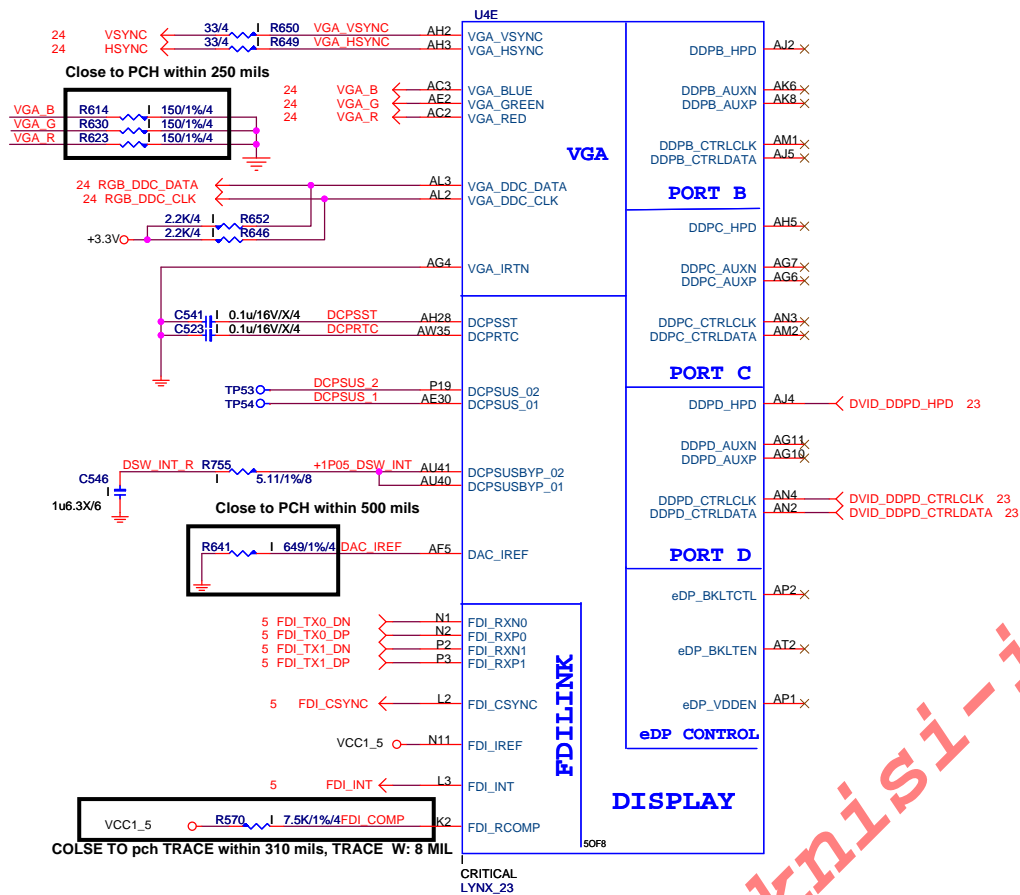 U4E
24 VSYNC 33/4 I R650 VGA_VSYNC AH2 VGA_VSYNC
24 HSYNC 33/4 I R649 VGA_HSYNC AH3 VGA_HSYNC
DDPB_HPD AJ2
Close to PCH within 250 mils
24 VGA_B AC3 VGA_BLUE
24 VGA_G AE2 VGA_GREEN
24 VGA_R AC2 VGA_RED
DDPB_AUXN AK6
DDPB_AUXP AK8
VGA_B R614 I 150/1%/4
VGA_G R630 I 150/1%/4
VGA_R R623 I 150/1%/4
VGA
DDPB_CTRLCLK AM1
DDPB_CTRLDATA AJ5
24 RGB_DDC_DATA AL3 VGA_DDC_DATA
24 RGB_DDC_CLK AL2 VGA_DDC_CLK
PORT B
2.2K/4 I R652
+3.3V 2.2K/4 I R646
DDPC_HPD AH5
AG4 VGA_IRTN
DDPC_AUXN AG7
DDPC_AUXP AG6
C541 I 0.1u/16V/X/4 DCPSST AH28 DCPSST
C523 I 0.1u/16V/X/4 DCPRTC AW35 DCPRTC
DDPC_CTRLCLK AN3
DDPC_CTRLDATA AM2
PORT C
TP53 DCPSUS_2 P19 DCPSUS_02
TP54 DCPSUS_1 AE30 DCPSUS_01
DDPD_HPD AJ4 DVID_DDPD_HPD 23
DDPD_AUXN AG11
DDPD_AUXP AG10
DSW_INT_R R755 I 5.11/1%/8 +1P05_DSW_INT AU41 DCPSUSBYP_02
AU40 DCPSUSBYP_01
C546 I 1u6.3X/6
DDPD_CTRLCLK AN4 DVID_DDPD_CTRLCLK 23
DDPD_CTRLDATA AN2 DVID_DDPD_CTRLDATA 23
Close to PCH within 500 mils
R641 I 649/1%/4 DAC_IREF AF5 DAC_IREF
PORT D
eDP_BKLTCTL AP2
5 FDI_TX0_DN N1 FDI_RXN0
5 FDI_TX0_DP N2 FDI_RXP0
5 FDI_TX1_DN P2 FDI_RXN1
5 FDI_TX1_DP P3 FDI_RXP1
eDP_BKLTEN AT2
FDILINK
5 FDI_CSYNC L2 FDI_CSYNC
eDP_VDDEN AP1
VCC1_5 N11 FDI_IREF
eDP CONTROL
5 FDI_INT L3 FDI_INT
DISPLAY
VCC1_5 R570 I 7.5K/1%/4 FDI_COMP K2 FDI_RCOMP
5OF8
COLSE TO pch TRACE within 310 mils, TRACE W: 8 MIL
I
CRITICAL
LYNX_23
knisi-i